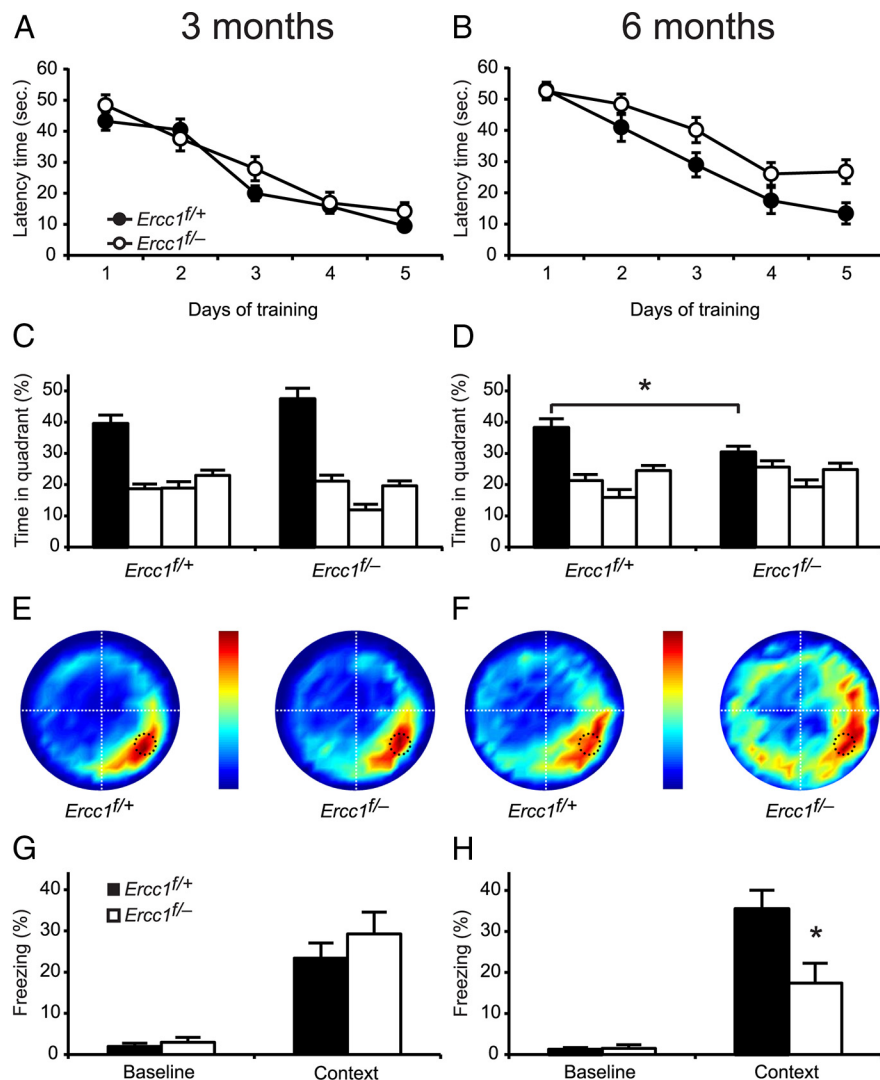 A 3 months
B 6 months
Latency time (sec.)
60
50
40
30
20
10
0
Ercc1f/+
Ercc1f/–
1 2 3 4 5
Days of training
Latency time (sec.)
60
50
40
30
20
10
0
1 2 3 4 5
Days of training
C
Time in quadrant (%)
50
40
30
20
10
0
Ercc1f/+ Ercc1f/–
D
Time in quadrant (%)
50
40
30
20
10
0
*
Ercc1f/+ Ercc1f/–
E
Ercc1f/+ Ercc1f/–
F
Ercc1f/+ Ercc1f/–
G
Freezing (%)
40
30
20
10
0
Ercc1f/+
Ercc1f/–
Baseline Context
H
Freezing (%)
40
30
20
10
0
*
Baseline Context